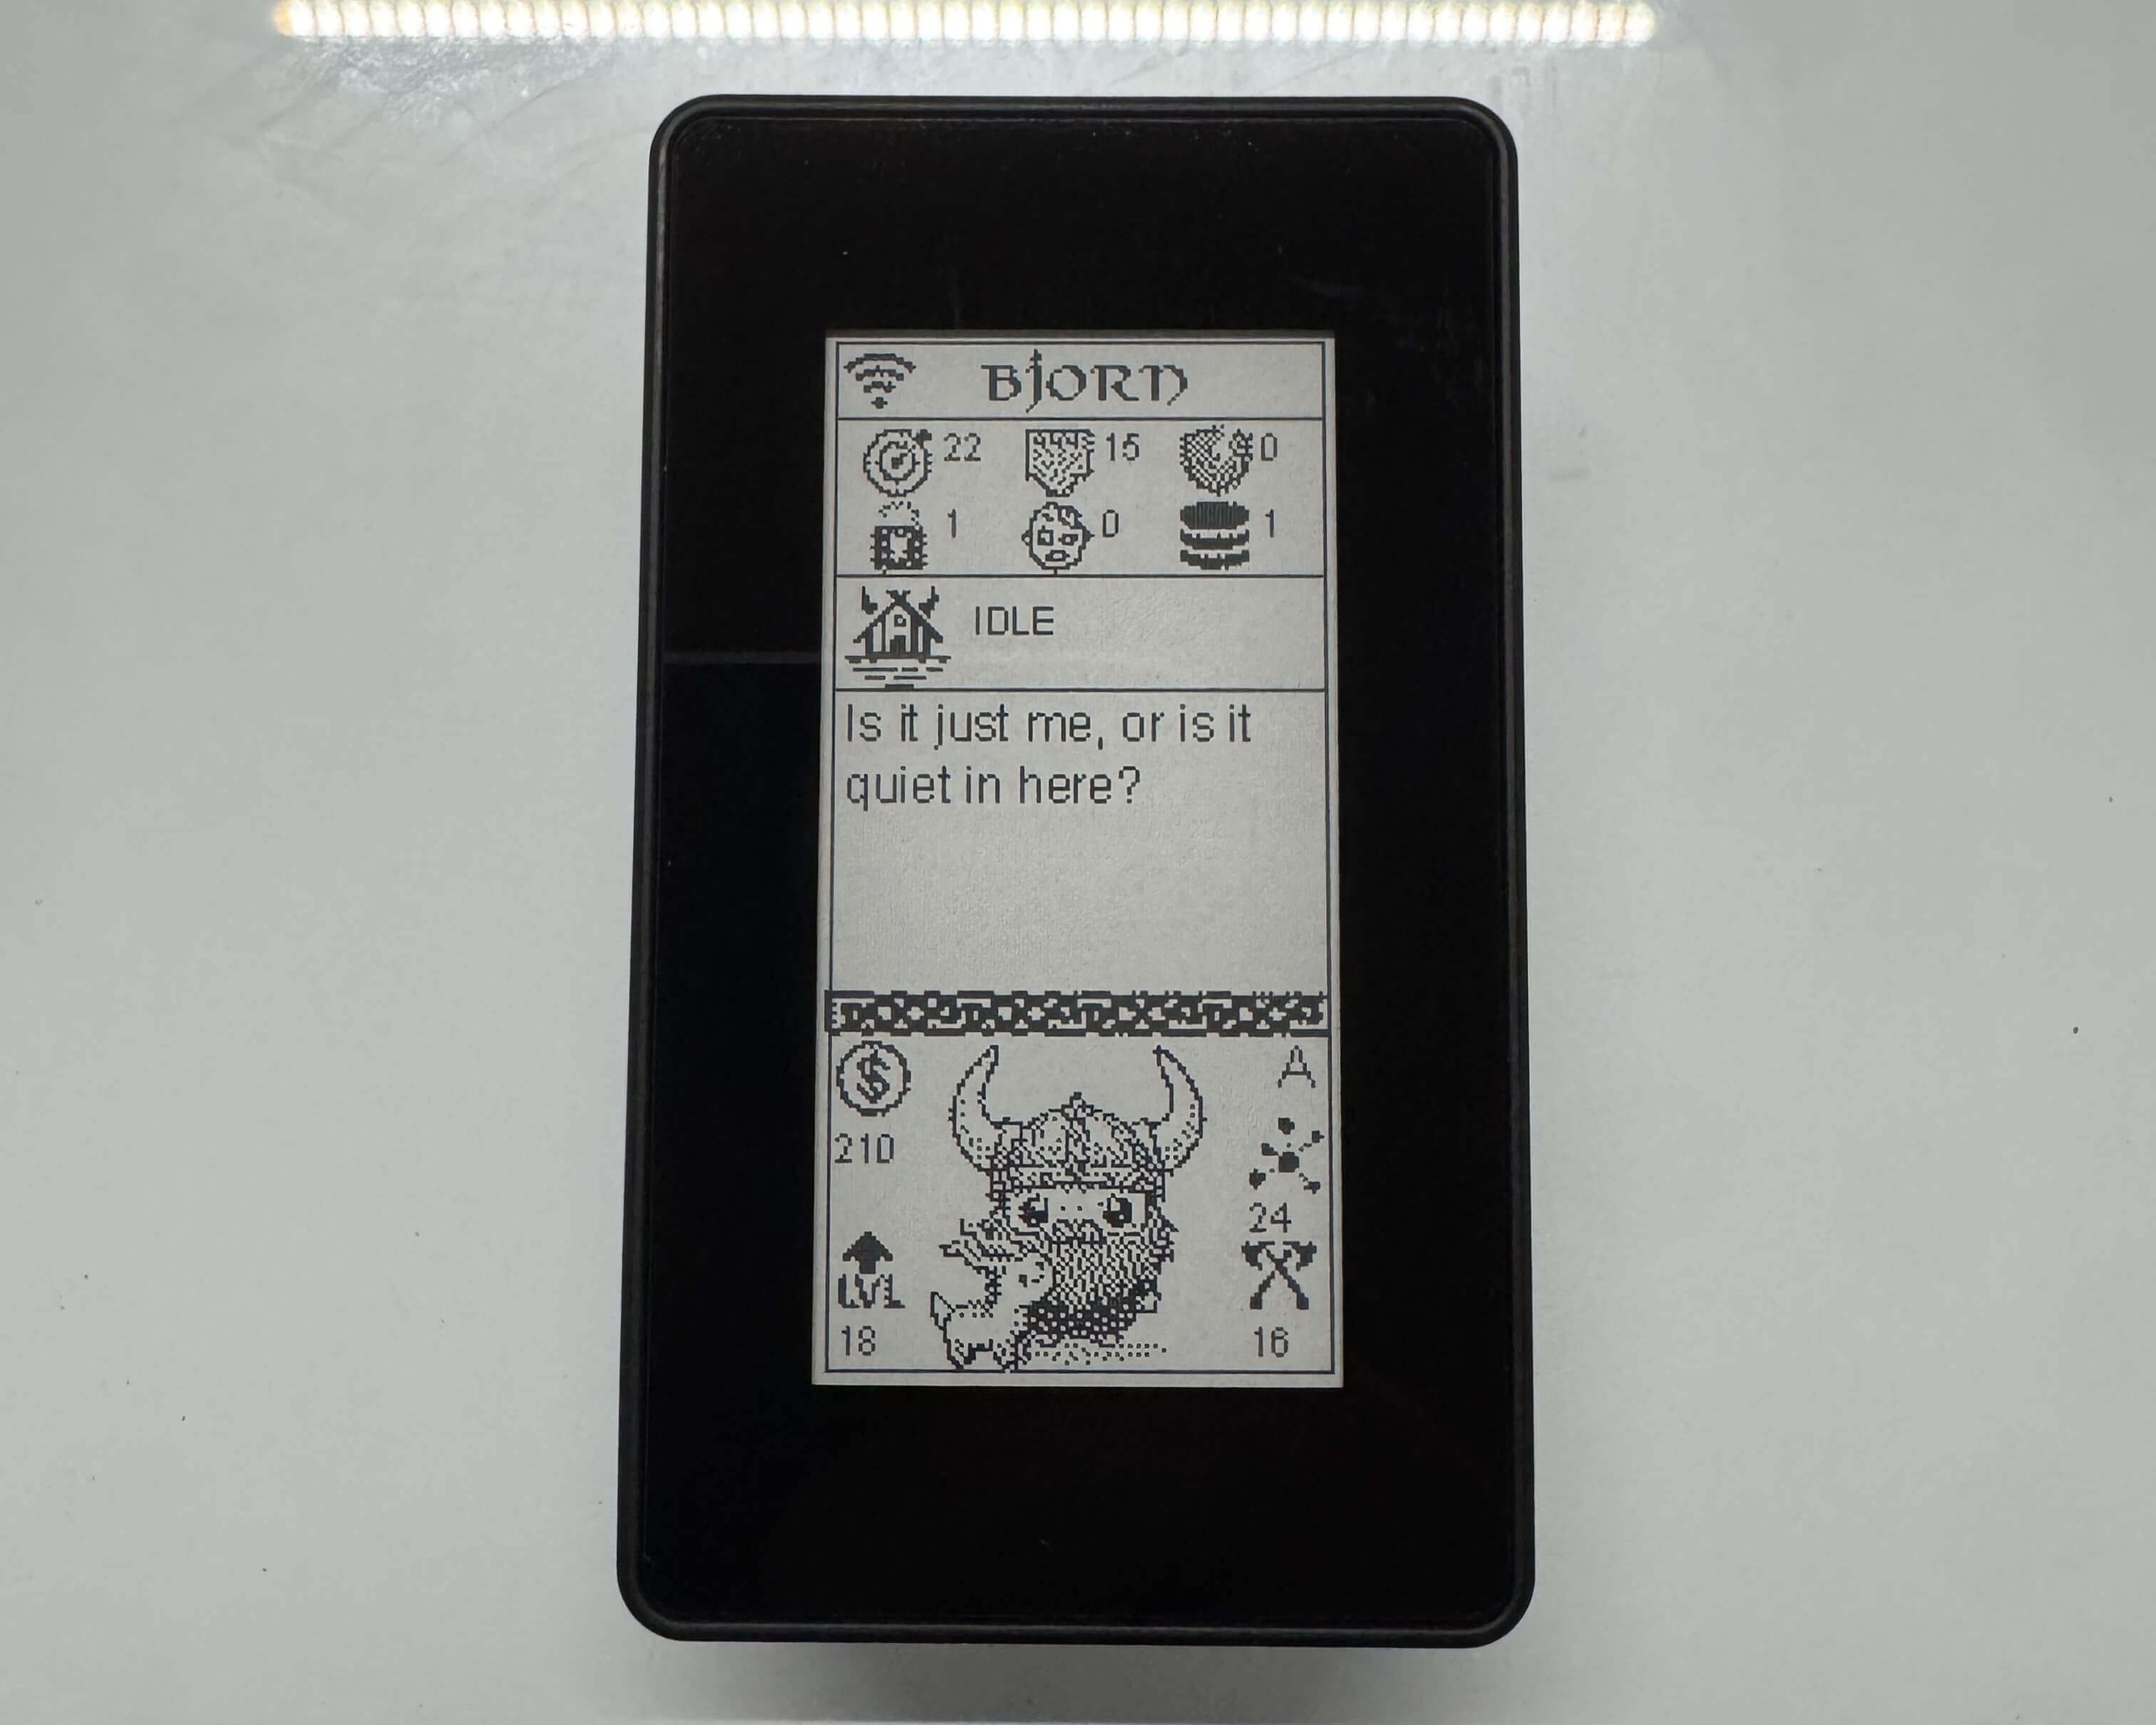 BJORN
22 15 0
1 0 1
IDLE
Is it just me, or is it
quiet in here?
$ A
210
24
LVL
18 16